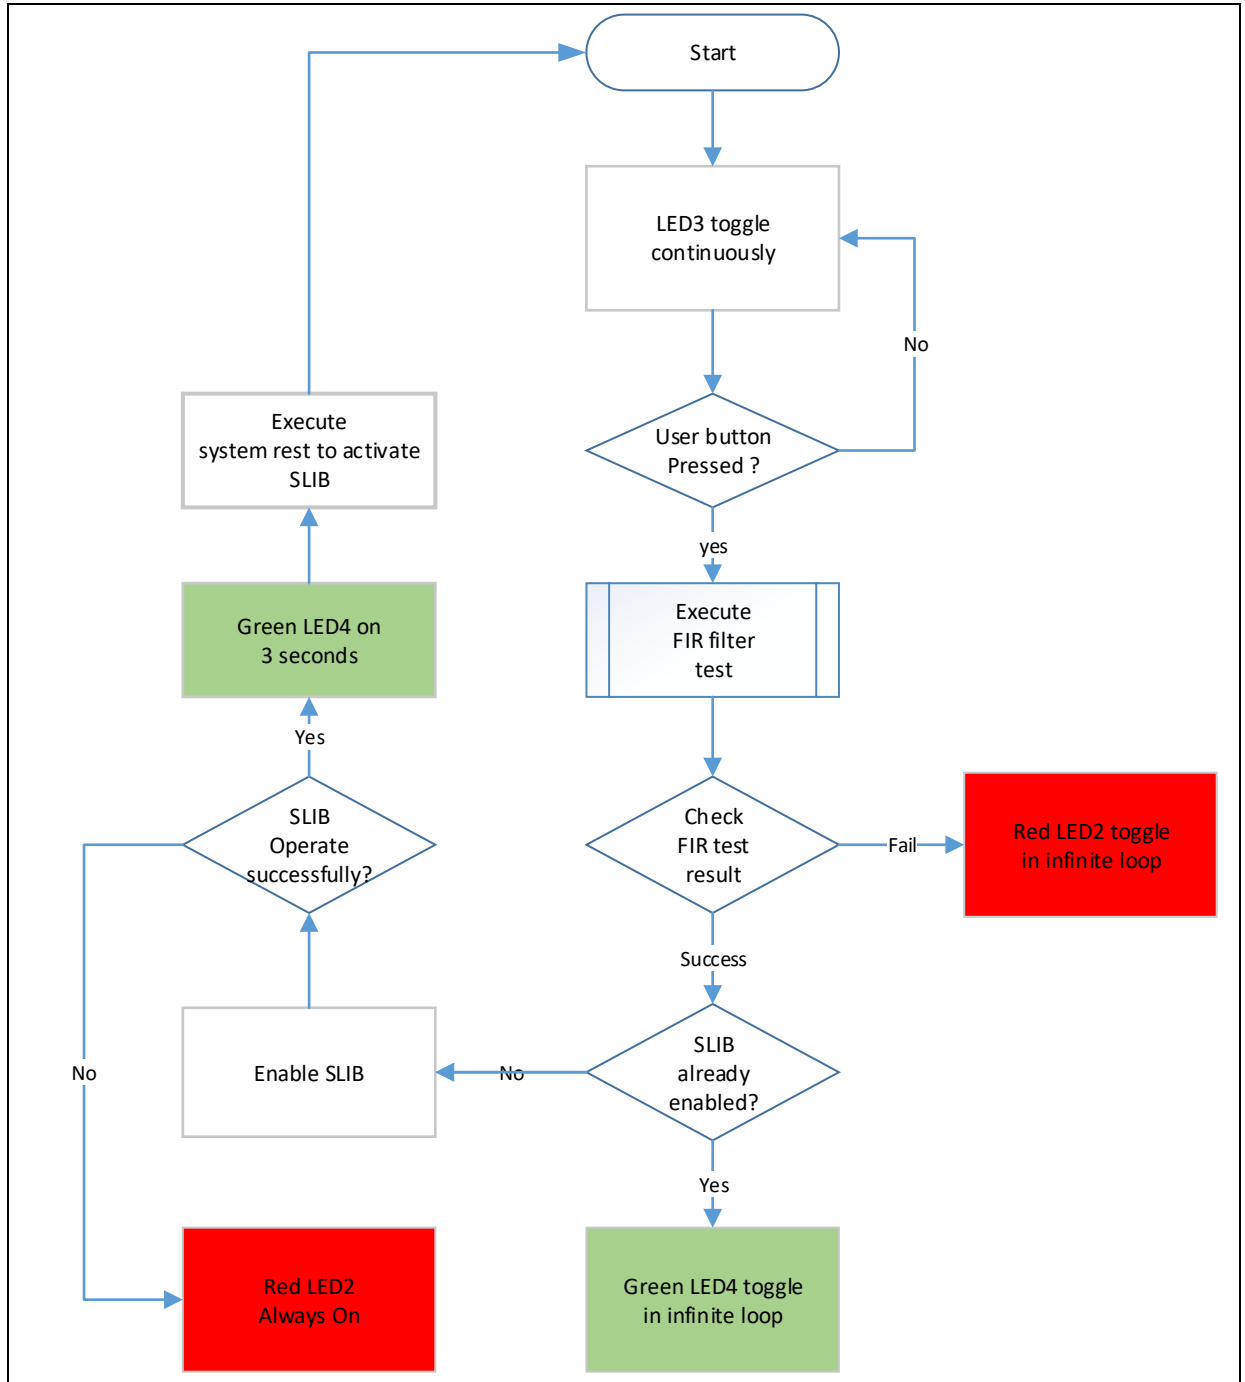 Start
LED3 toggle
continuously
No
User button
Pressed ?
yes
Execute
system rest to activate
SLIB
Green LED4 on
3 seconds
Execute
FIR filter
test
Yes
SLIB
Operate
successfully?
Check
FIR test
result
Fail
Red LED2 toggle
in infinite loop
Success
No
Enable SLIB
No
SLIB
already
enabled?
Yes
Red LED2
Always On
Green LED4 toggle
in infinite loop